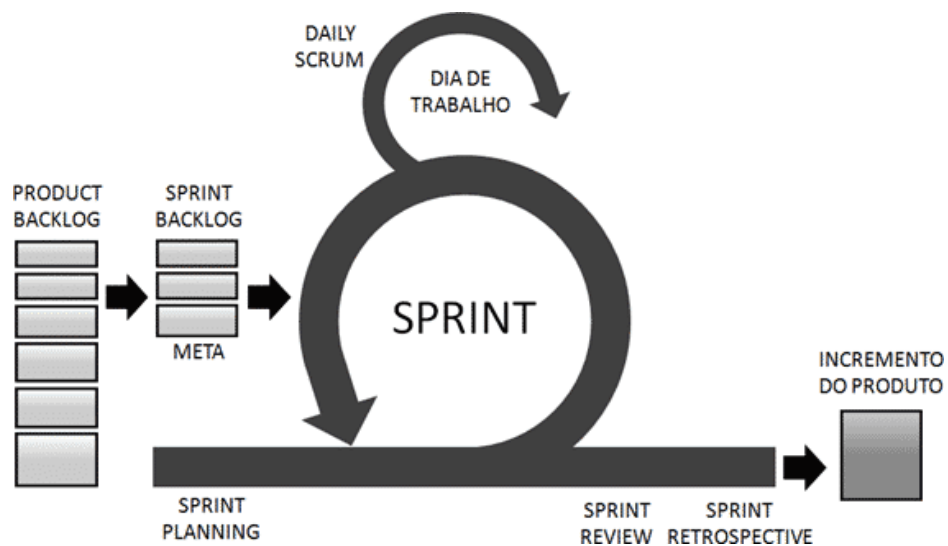 DAILY
SCRUM
DIA DE
TRABALHO
PRODUCT
BACKLOG
SPRINT
BACKLOG
META
SPRINT
INCREMENTO
DO PRODUTO
SPRINT
PLANNING
SPRINT
REVIEW
SPRINT
RETROSPECTIVE